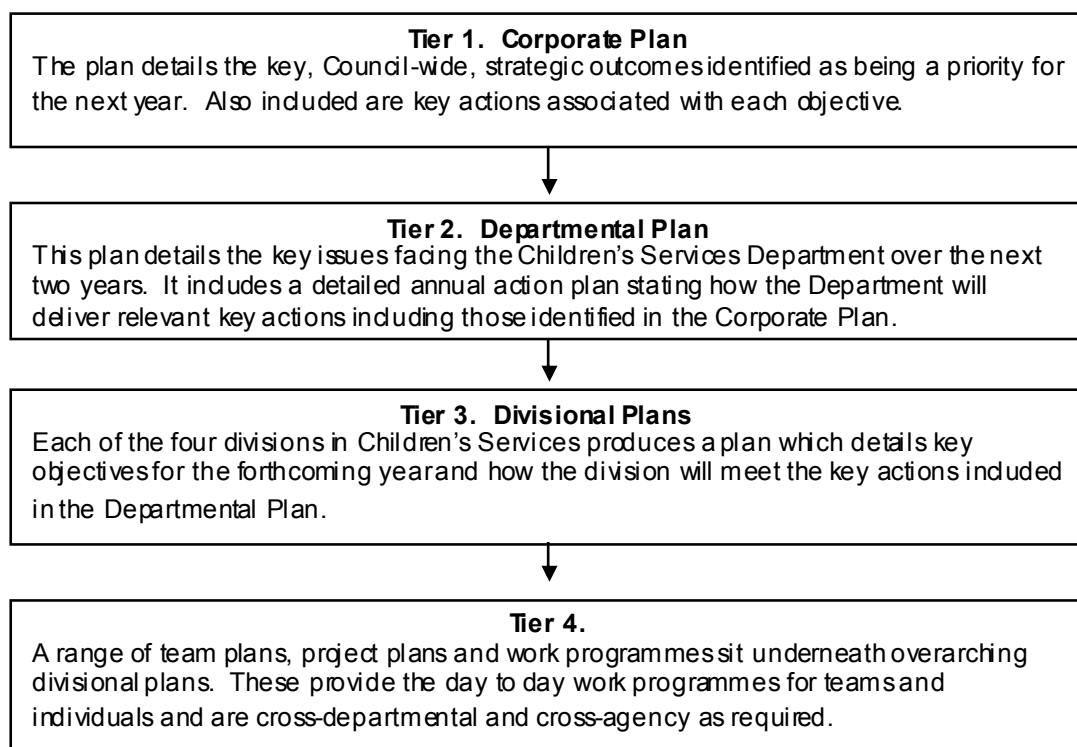 Tier 1. Corporate Plan
The plan details the key, Council-wide, strategic outcomes identified as being a priority for
the next year. Also included are key actions associated with each objective.
Tier 2. Departmental Plan
This plan details the key issues facing the Children's Services Department over the next
two years. It includes a detailed annual action plan stating how the Department will
deliver relevant key actions including those identified in the Corporate Plan.
Tier 3. Divisional Plans
Each of the four divisions in Children's Services produces a plan which details key
objectives for the forthcoming year and how the division will meet the key actions included
in the Departmental Plan.
Tier 4.
A range of team plans, project plans and work programmes sit underneath overarching
divisional plans. These provide the day to day work programmes for teams and
individuals and are cross-departmental and cross-agency as required.